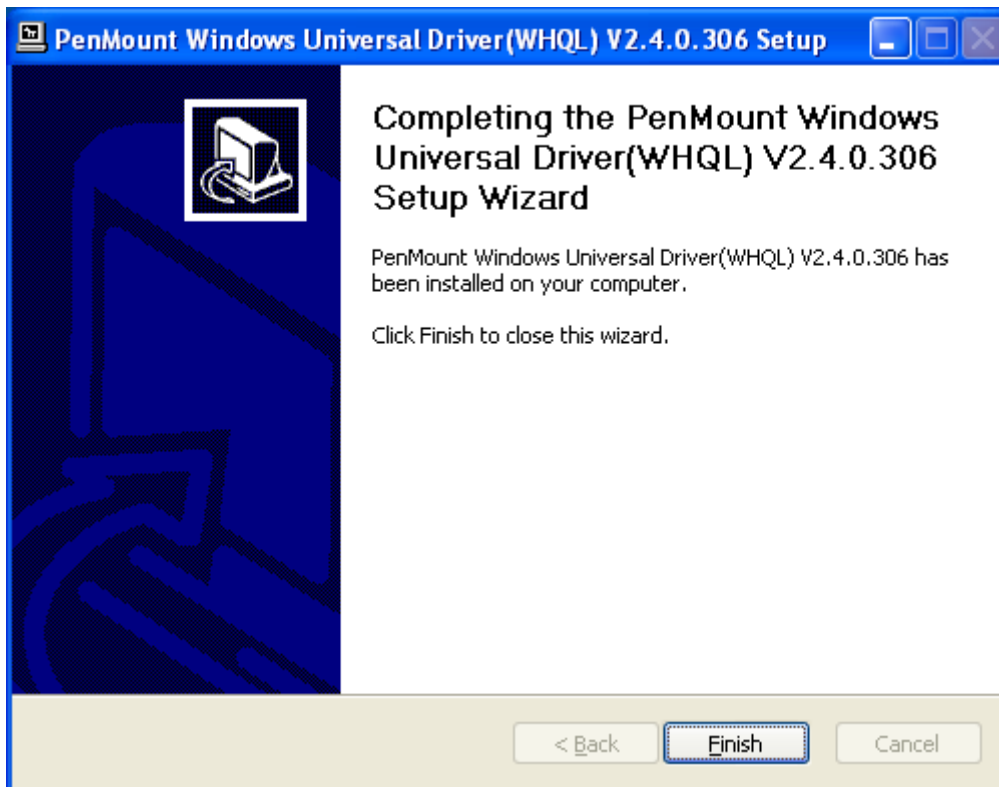 PenMount Windows Universal Driver(WHQL) V2.4.0.306 Setup
Completing the PenMount Windows
Universal Driver(WHQL) V2.4.0.306
Setup Wizard
PenMount Windows Universal Driver(WHQL) V2.4.0.306 has
been installed on your computer.
Click Finish to close this wizard.
< Back
Finish
Cancel